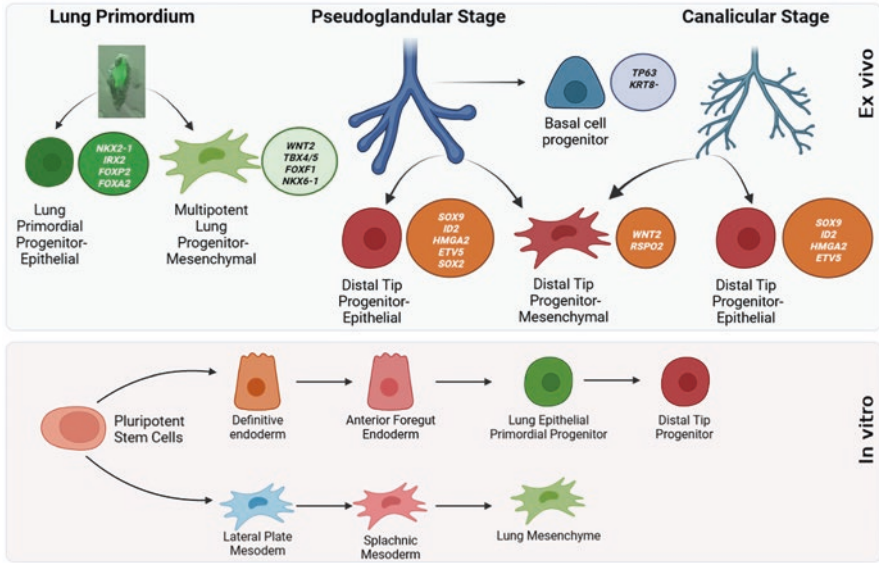 Lung Primordium
Pseudoglandular Stage
Canalicular Stage
Ex vivo
NKX2-1
IRX2
FOXP2
FOXA2
WNT2
TBX4/5
FOXF1
NKX6-1
TP63
KRT8-
Basal cell
progenitor
Lung
Primordial
Progenitor-
Epithelial
Multipotent
Lung
Progenitor-
Mesenchymal
SOX9
ID2
HMGA2
ETV5
SOX2
WNT2
RSPO2
SOX9
ID2
HMGA2
ETV5
Distal Tip
Progenitor-
Epithelial
Distal Tip
Progenitor-
Mesenchymal
Distal Tip
Progenitor-
Epithelial
In vitro
Pluripotent
Stem Cells
Definitive
endoderm
Anterior Foregut
Endoderm
Lung Epithelial
Primordial Progenitor
Distal Tip
Progenitor
Lateral Plate
Mesodem
Splachnic
Mesoderm
Lung Mesenchyme